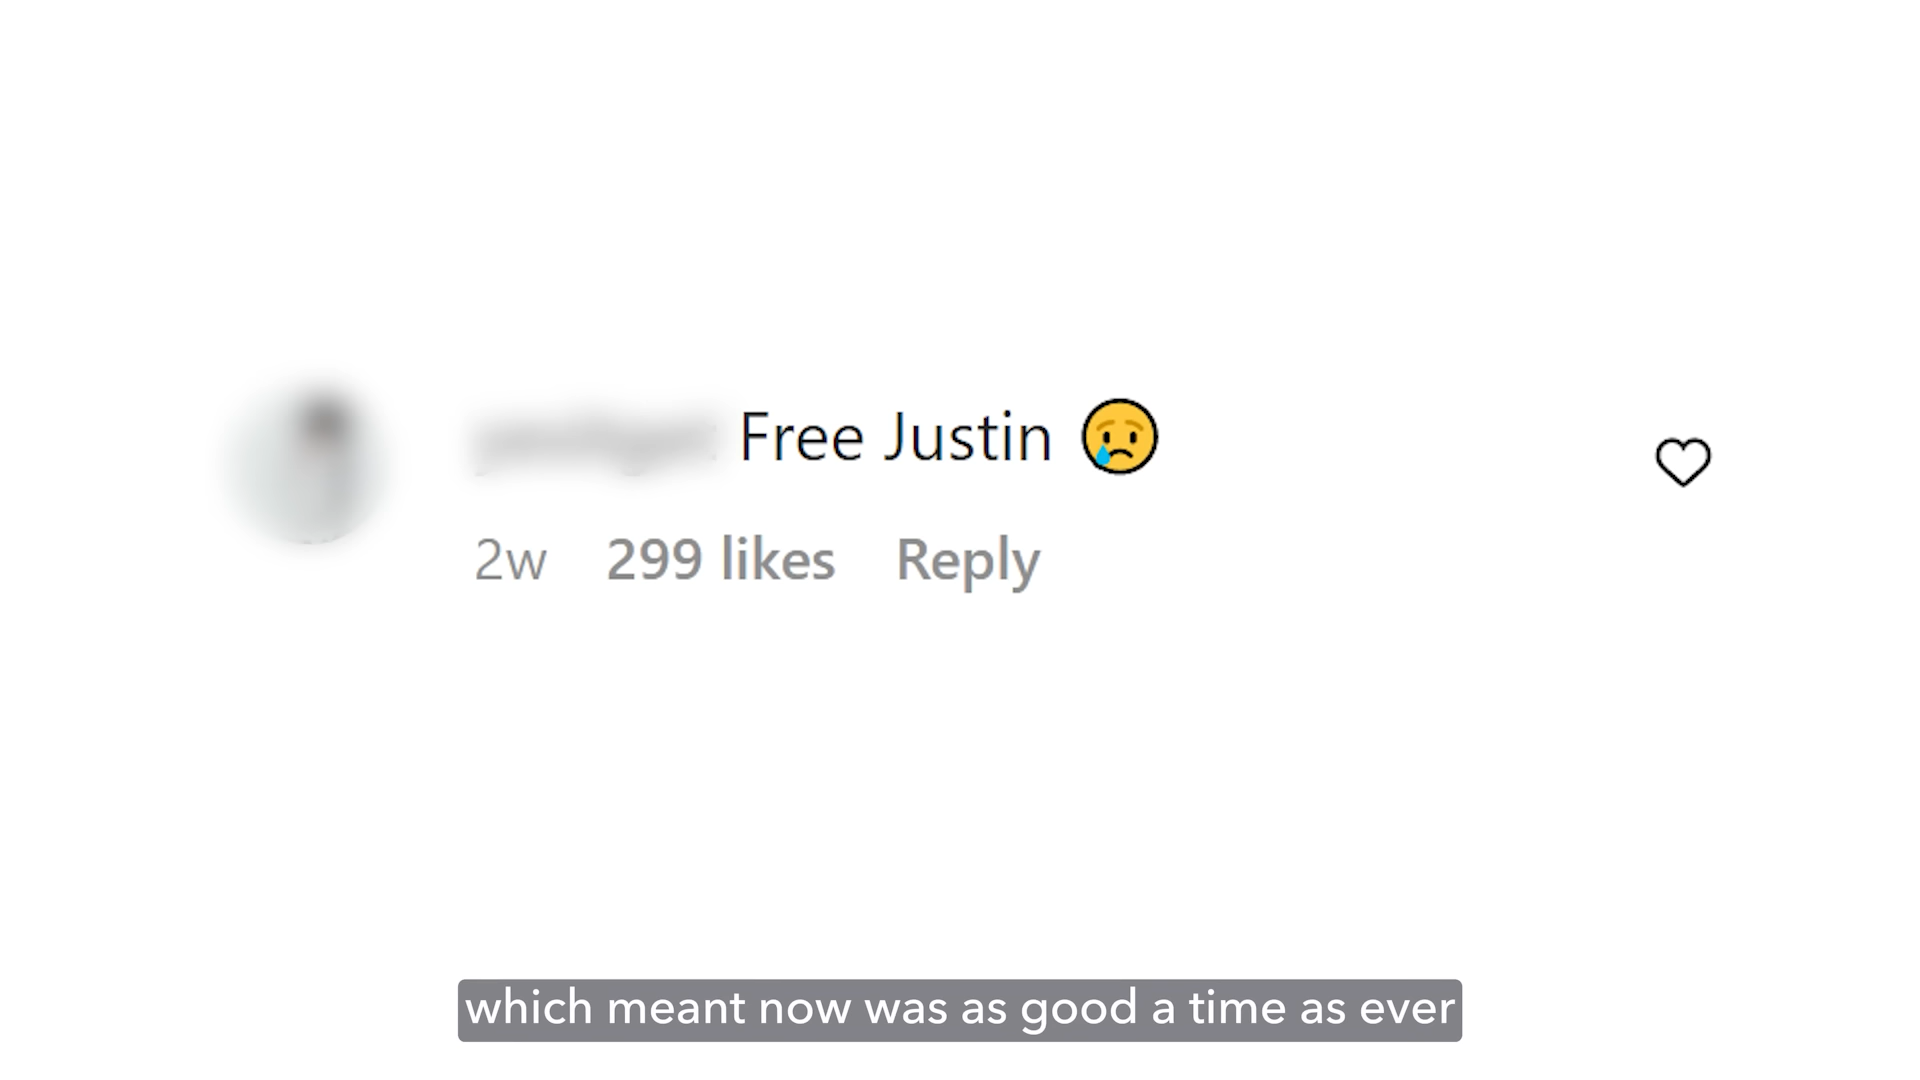 Free Justin 😢
2w 299 likes Reply
which meant now was as good a time as ever